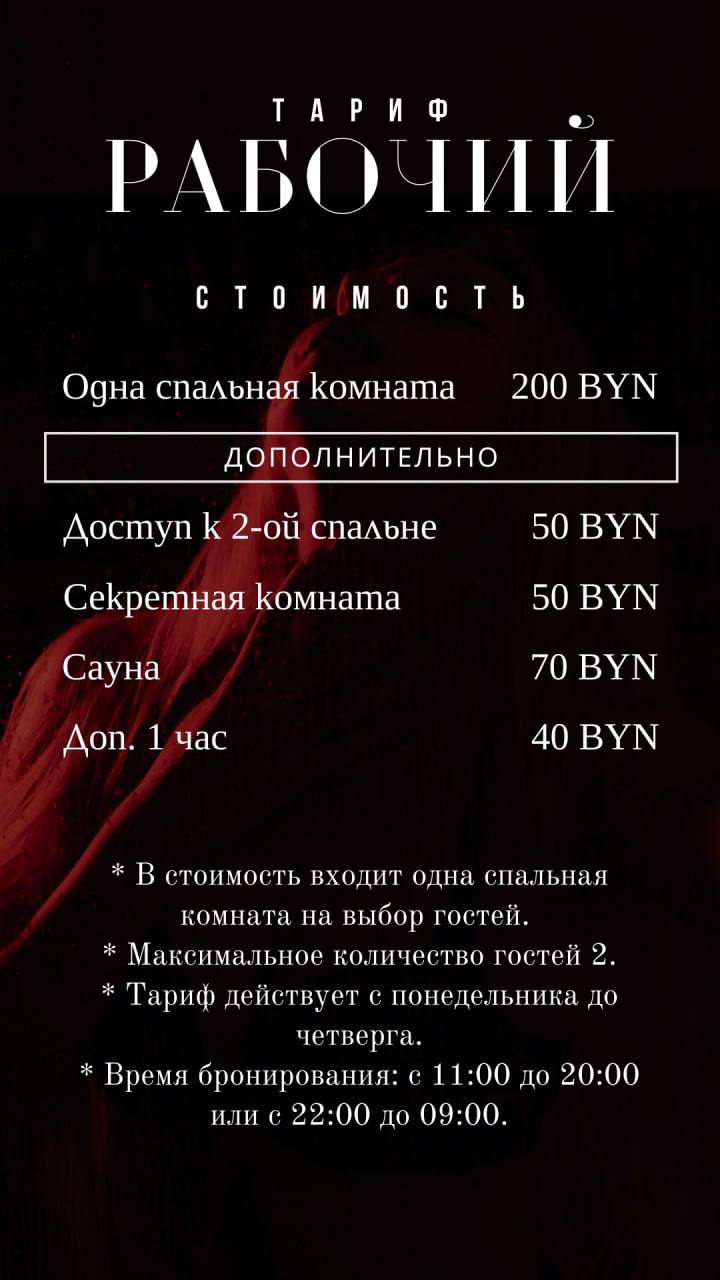 ТАРИФ
РАБОЧИЙ
СТОИМОСТЬ
Одна спальная комната 200 BYN
ДОПОЛНИТЕЛЬНО
Доступ к 2-ой спальне 50 BYN
Секретная комната 50 BYN
Сауна 70 BYN
Доп. 1 час 40 BYN
* В стоимость входит одна спальная
комната на выбор гостей.
* Максимальное количество гостей 2.
* Тариф действует с понедельника до
четверга.
* Время бронирования: с 11:00 до 20:00
или с 22:00 до 09:00.